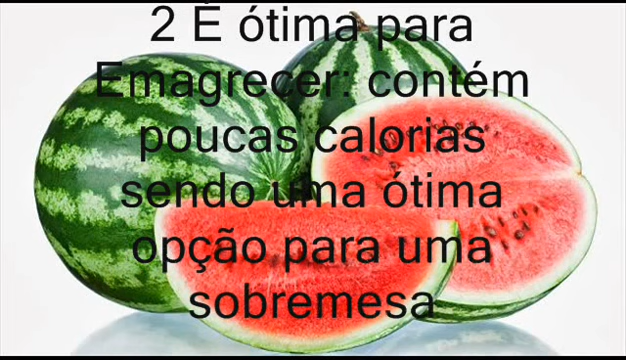 2 É ótima para
Emagrecer: contém
poucas calorias
sendo uma ótima
opção para uma
sobremesa